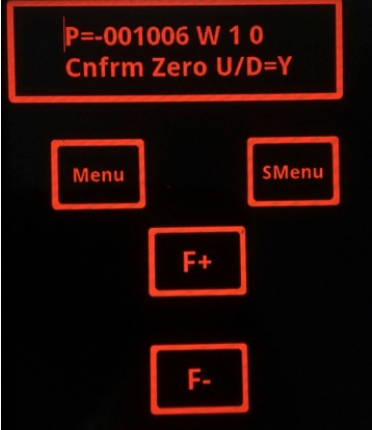 P=-001006 W 1 0
Cnfrm Zero U/D=Y
Menu
SMenu
F+
F-